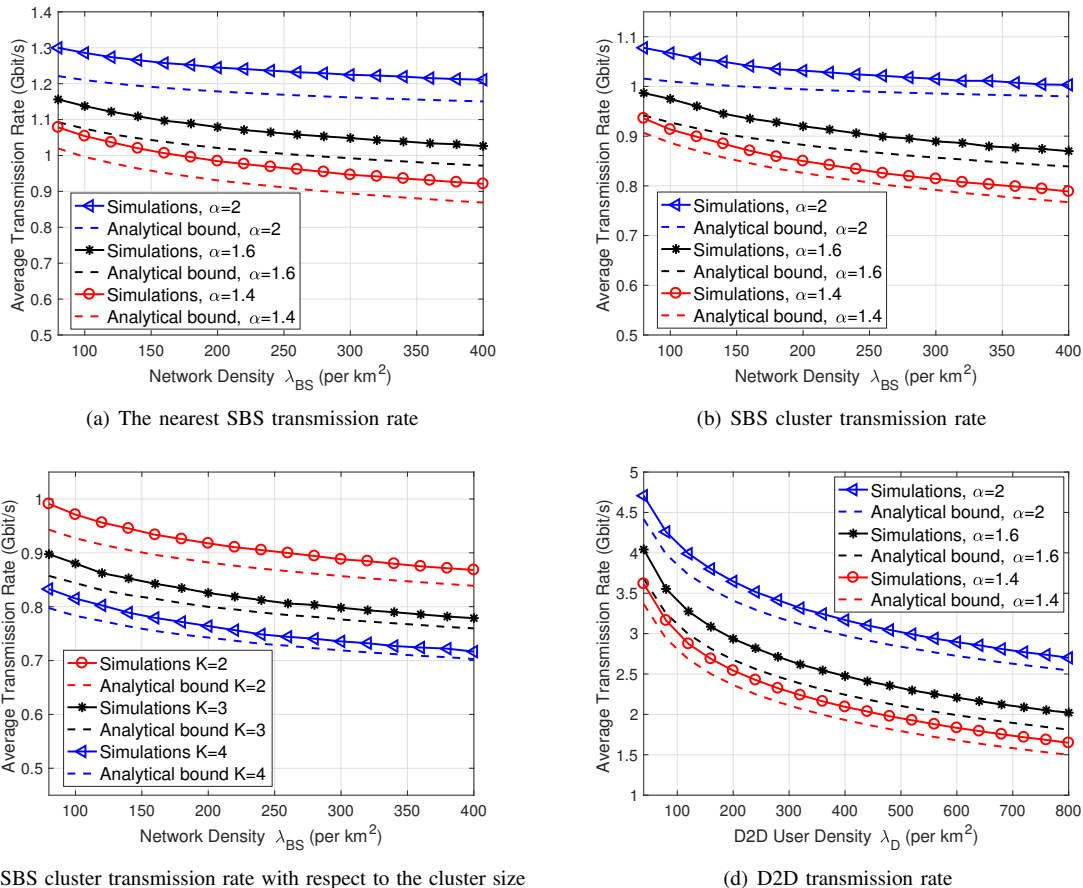 1.4
1.3
1.2
1.1
1
0.9
0.8
0.7
0.6
0.5
Average Transmission Rate (Gbit/s)
Simulations, α=2
Analytical bound, α=2
Simulations, α=1.6
Analytical bound, α=1.6
Simulations, α=1.4
Analytical bound, α=1.4
100 150 200 250 300 350 400
Network Density λBS (per km2)
(a) The nearest SBS transmission rate
1.1
1
0.9
0.8
0.7
0.6
0.5
Average Transmission Rate (Gbit/s)
Simulations, α=2
Analytical bound, α=2
Simulations, α=1.6
Analytical bound, α=1.6
Simulations, α=1.4
Analytical bound, α=1.4
100 150 200 250 300 350 400
Network Density λBS (per km2)
(b) SBS cluster transmission rate
1
0.9
0.8
0.7
0.6
0.5
Average Transmission Rate (Gbit/s)
Simulations K=2
Analytical bound K=2
Simulations K=3
Analytical bound K=3
Simulations K=4
Analytical bound K=4
100 150 200 250 300 350 400
Network Density λBS (per km2)
SBS cluster transmission rate with respect to the cluster size
5
4.5
4
3.5
3
2.5
2
1.5
1
Average Transmission Rate (Gbit/s)
Simulations, α=2
Analytical bound, α=2
Simulations, α=1.6
Analytical bound, α=1.6
Simulations, α=1.4
Analytical bound, α=1.4
100 200 300 400 500 600 700 800
D2D User Density λD (per km2)
(d) D2D transmission rate